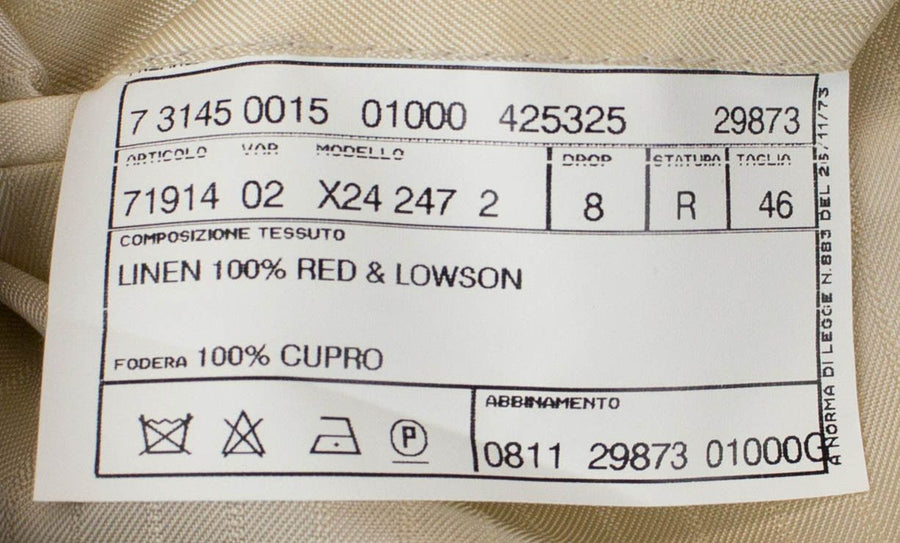 7 3145 0015 01000 425325 29873
ARTICOLO VAR MODELLO DROP STATURA TAGLIA
71914 02 X24 247 2 8 R 46
COMPOSIZIONE TESSUTO
LINEN 100% RED & LOWSON
FODERA 100% CUPRO
P
ABBINAMENTO
0811 29873 01000
A NORMA DI LEGGE N.883 DEL 26/11/73